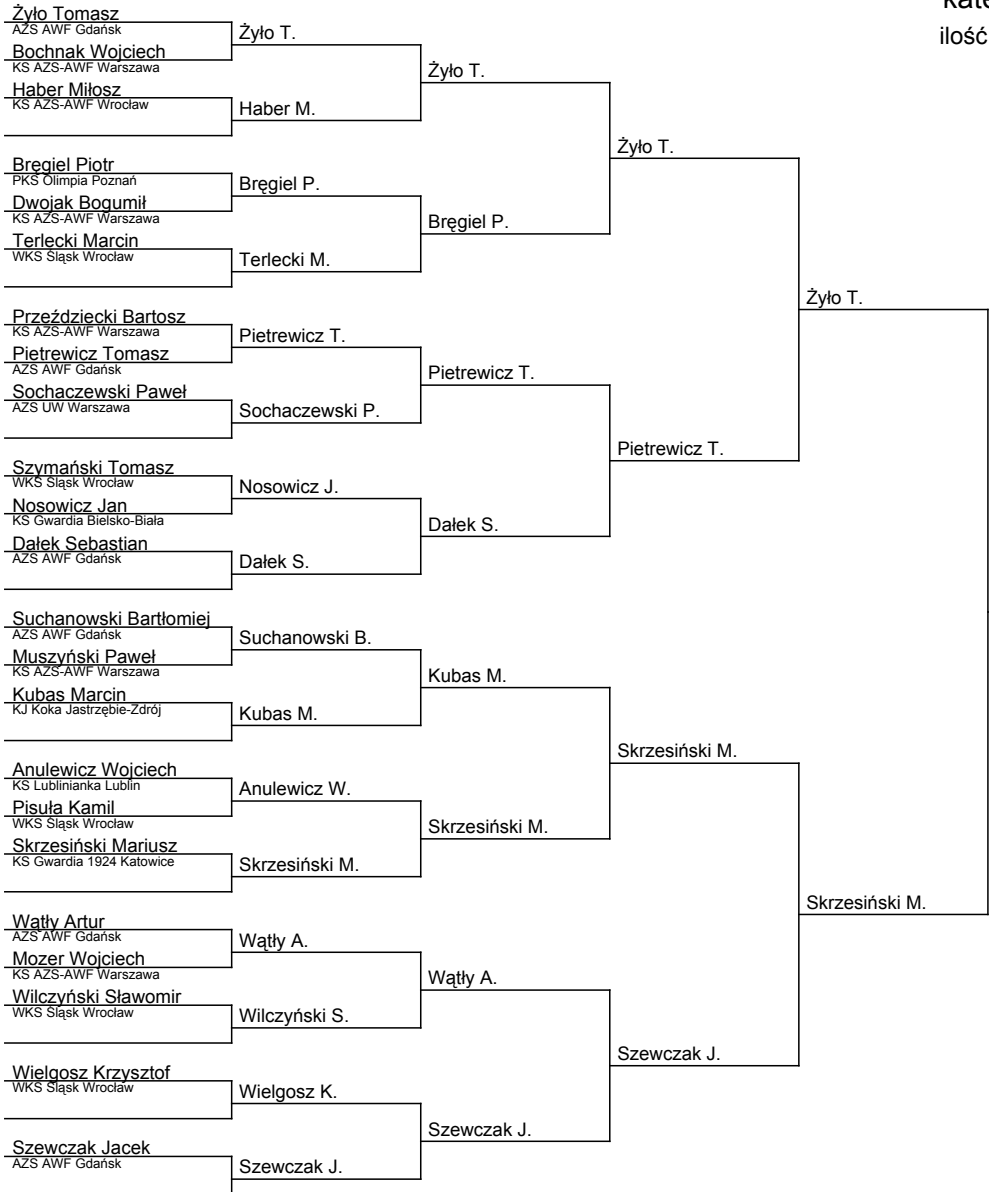 kate
ilość
Żyło Tomasz
AZS AWF Gdańsk
Bochnak Wojciech
KS AZS-AWF Warszawa
Haber Miłosz
KS AZS-AWF Wrocław
Bręgiel Piotr
PKS Olimpia Poznań
Dwojak Bogumił
KS AZS-AWF Warszawa
Terlecki Marcin
WKS Śląsk Wrocław
Przeździecki Bartosz
KS AZS-AWF Warszawa
Pietrewicz Tomasz
AZS AWF Gdańsk
Sochaczewski Paweł
AZS UW Warszawa
Szymański Tomasz
WKS Śląsk Wrocław
Nosowicz Jan
KS Gwardia Bielsko-Biała
Dałek Sebastian
AZS AWF Gdańsk
Suchanowski Bartłomiej
AZS AWF Gdańsk
Muszyński Paweł
KS AZS-AWF Warszawa
Kubas Marcin
KJ Koka Jastrzębie-Zdrój
Anulewicz Wojciech
KS Lublinianka Lublin
Pisuła Kamil
WKS Śląsk Wrocław
Skrzesiński Mariusz
KS Gwardia 1924 Katowice
Wątły Artur
AZS AWF Gdańsk
Mozer Wojciech
KS AZS-AWF Warszawa
Wilczyński Sławomir
WKS Śląsk Wrocław
Wielgosz Krzysztof
WKS Śląsk Wrocław
Szewczak Jacek
AZS AWF Gdańsk
Żyło T.
Haber M.
Bręgiel P.
Terlecki M.
Pietrewicz T.
Sochaczewski P.
Nosowicz J.
Dałek S.
Suchanowski B.
Kubas M.
Anulewicz W.
Skrzesiński M.
Wątły A.
Wilczyński S.
Wielgosz K.
Szewczak J.
Żyło T.
Bręgiel P.
Pietrewicz T.
Dałek S.
Kubas M.
Skrzesiński M.
Wątły A.
Szewczak J.
Żyło T.
Pietrewicz T.
Skrzesiński M.
Szewczak J.
Żyło T.
Skrzesiński M.